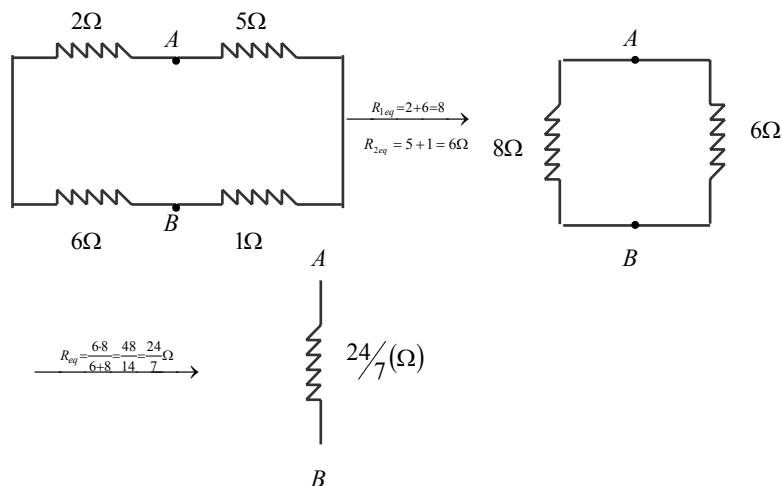 2Ω A 5Ω
6Ω B 1Ω
R₁eq=2+6=8
R₂eq = 5 + 1 = 6Ω
A
8Ω 6Ω
B
Req=6·8/6+8=48/14=24/7Ω
A
24/7(Ω)
B